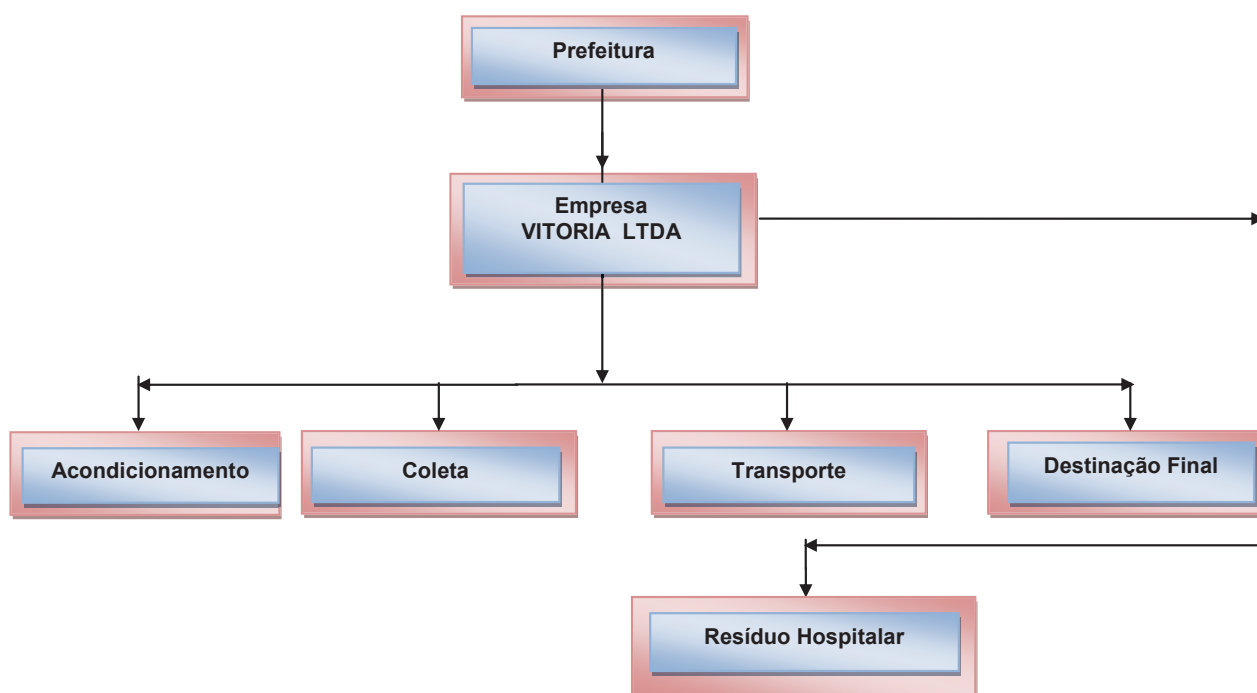 Prefeitura
Empresa
VITORIA LTDA
Acondicionamento
Coleta
Transporte
Destinação Final
Resíduo Hospitalar